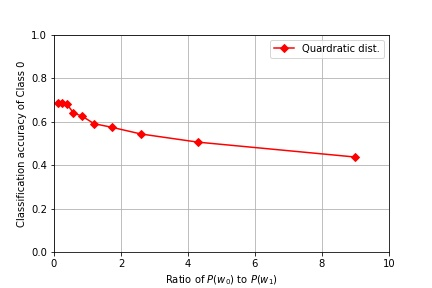 Quardratic dist.
1.0
0.8
0.6
0.4
0.2
0.0
Classification accuracy of Class 0
0 2 4 6 8 10
Ratio of P(w₀) to P(w₁)